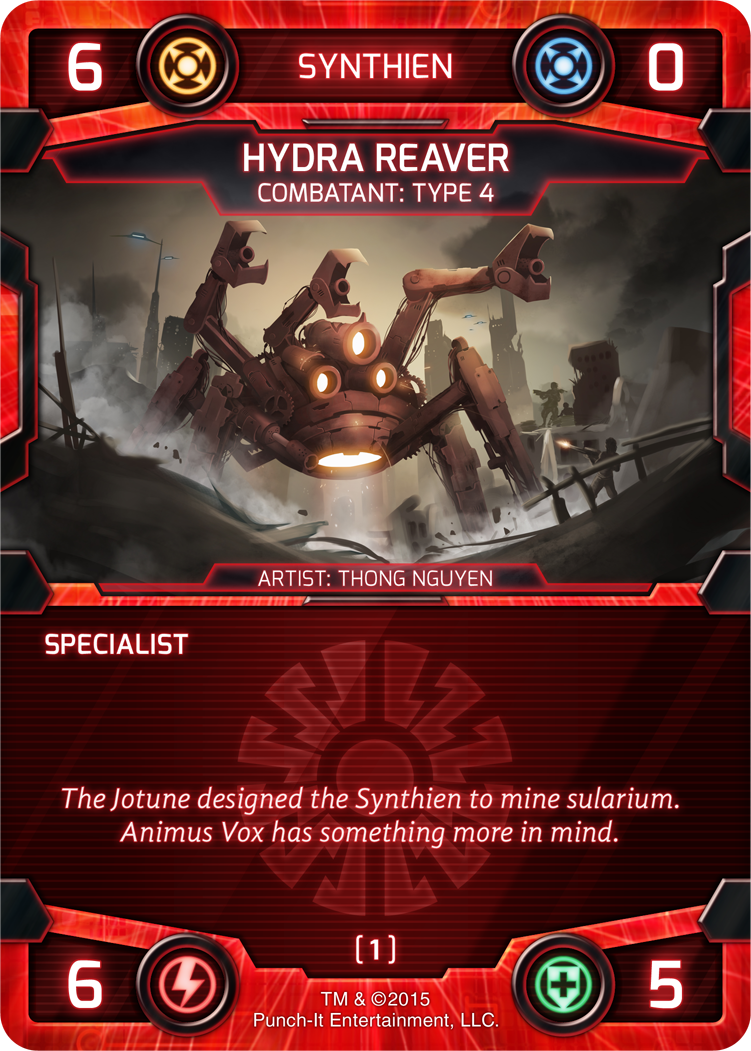 6 SYNTHIEN 0
HYDRA REAVER
COMBATANT: TYPE 4
ARTIST: THONG NGUYEN
SPECIALIST
The Jotune designed the Synthien to mine sularium.
Animus Vox has something more in mind.
[1]
6 5
TM & ©2015
Punch-It Entertainment, LLC.